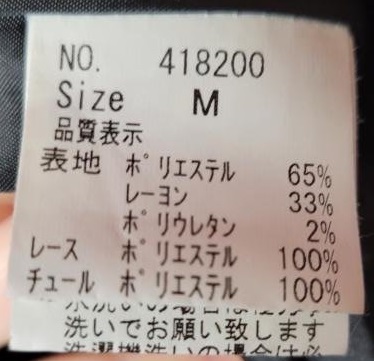 NO. 418200
Size M
品質表示
表地 ポリエステル 65%
レーヨン 33%
ポリウレタン 2%
レース ポリエステル 100%
チュール ポリエステル 100%
洗いでお願い致します